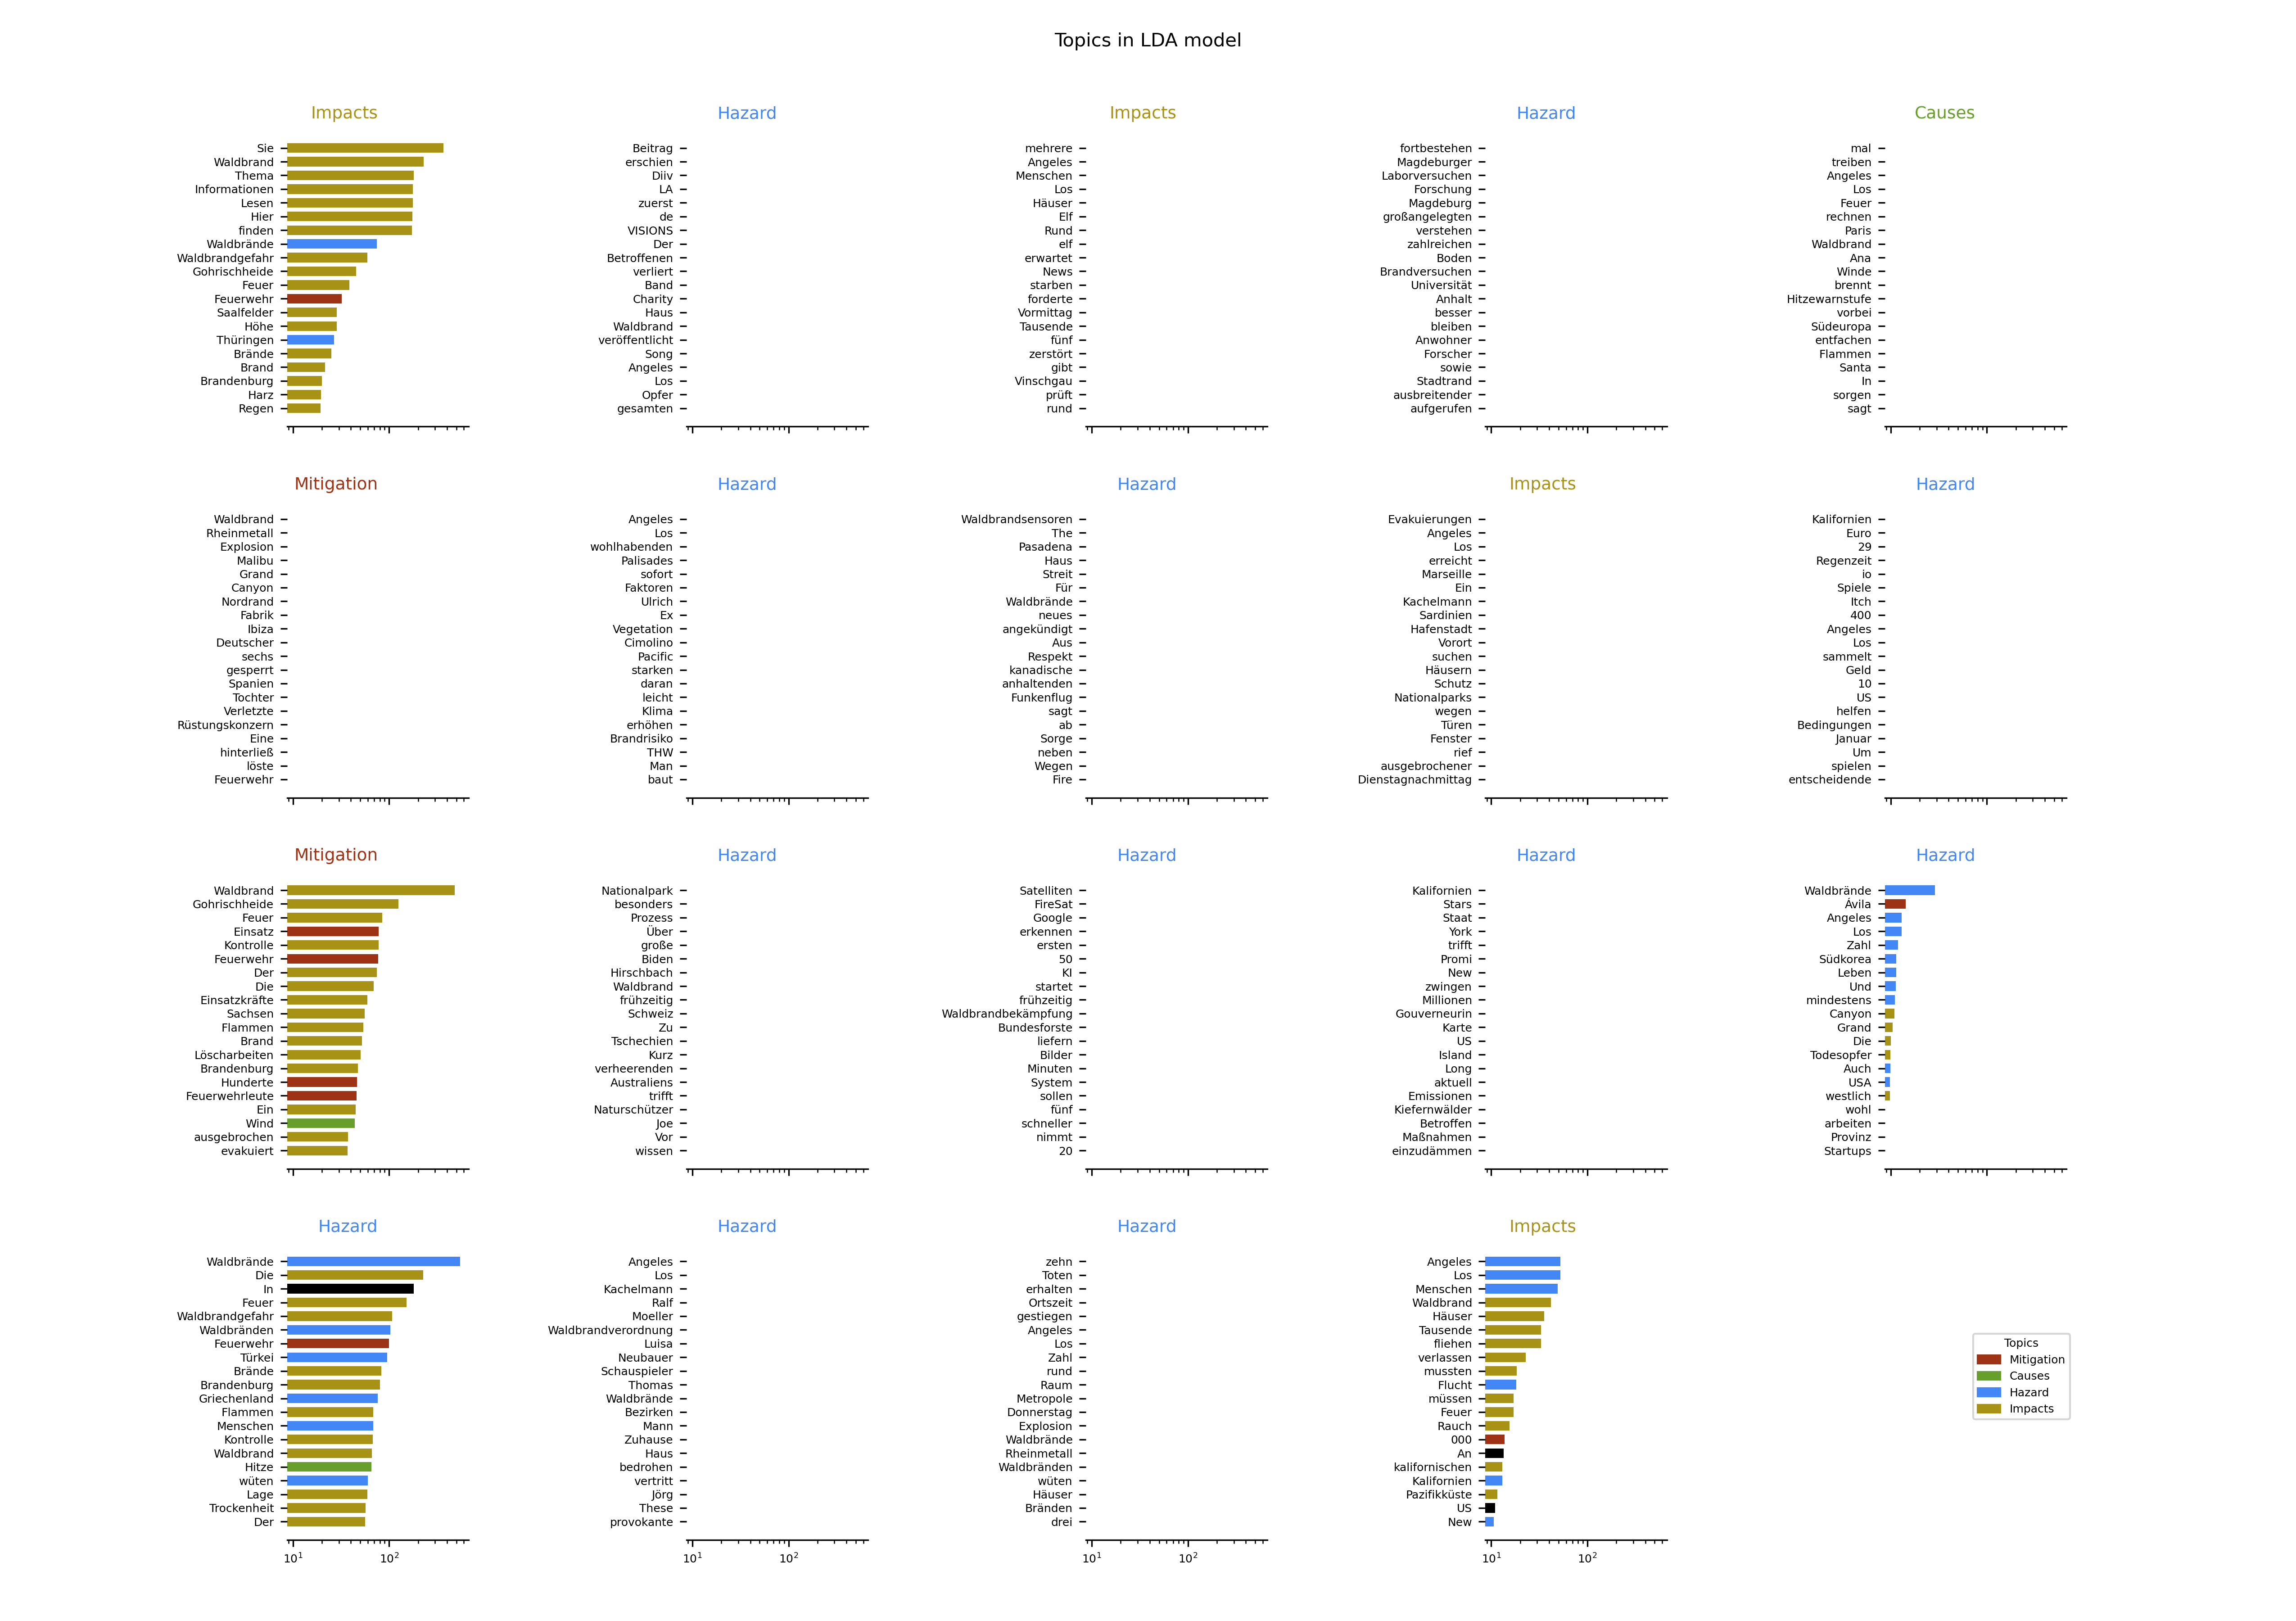 Topics in LDA model
Impacts
Sie
Waldbrand
Thema
Informationen
Lesen
Hier
finden
Waldbrände
Waldbrandgefahr
Gohrischheide
Feuer
Feuerwehr
Saalfelder
Höhe
Thüringen
Brände
Brand
Brandenburg
Harz
Regen
Hazard
Beitrag
erschien
Diiv
LA
zuerst
de
VISIONS
Der
Betroffenen
verliert
Band
Charity
Haus
Waldbrand
veröffentlicht
Song
Angeles
Los
Opfer
gesamten
Impacts
mehrere
Angeles
Menschen
Los
Häuser
Elf
Rund
elf
erwartet
News
starben
forderte
Vormittag
Tausende
fünf
zerstört
gibt
Vinschgau
prüft
rund
Hazard
fortbestehen
Magdeburger
Laborversuchen
Forschung
Magdeburg
großangelegten
verstehen
zahlreichen
Boden
Brandversuchen
Universität
Anhalt
besser
bleiben
Anwohner
Forscher
sowie
Stadtrand
ausbreitender
aufgerufen
Causes
mal
treiben
Angeles
Los
Feuer
rechnen
Paris
Waldbrand
Ana
Winde
brennt
Hitzewarnstufe
vorbei
Südeuropa
entfachen
Flammen
Santa
In
sorgen
sagt
Mitigation
Waldbrand
Rheinmetall
Explosion
Malibu
Grand
Canyon
Nordrand
Fabrik
Ibiza
Deutscher
sechs
gesperrt
Spanien
Tochter
Verletzte
Rüstungskonzern
Eine
hinterließ
löste
Feuerwehr
Hazard
Angeles
Los
wohlhabenden
Palisades
sofort
Faktoren
Ulrich
Ex
Vegetation
Cimolino
Pacific
starken
daran
leicht
Klima
erhöhen
Brandrisiko
THW
Man
baut
Hazard
Waldbrandsensoren
The
Pasadena
Haus
Streit
Für
Waldbrände
neues
angekündigt
Aus
Respekt
kanadische
anhaltenden
Funkenflug
sagt
ab
Sorge
neben
Wegen
Fire
Impacts
Evakuierungen
Angeles
Los
erreicht
Marseille
Ein
Kachelmann
Sardinien
Hafenstadt
Vorort
suchen
Häusern
Schutz
Nationalparks
wegen
Türen
Fenster
rief
ausgebrochener
Dienstagnachmittag
Hazard
Kalifornien
Euro
29
Regenzeit
io
Spiele
Itch
400
Angeles
Los
sammelt
Geld
10
US
helfen
Bedingungen
Januar
Um
spielen
entscheidende
Mitigation
Waldbrand
Gohrischheide
Feuer
Einsatz
Kontrolle
Feuerwehr
Der
Die
Einsatzkräfte
Sachsen
Flammen
Brand
Löscharbeiten
Brandenburg
Hunderte
Feuerwehrleute
Ein
Wind
ausgebrochen
evakuiert
Hazard
Nationalpark
besonders
Prozess
Über
große
Biden
Hirschbach
Waldbrand
frühzeitig
Schweiz
Zu
Tschechien
Kurz
verheerenden
Australiens
trifft
Naturschützer
Joe
Vor
wissen
Hazard
Satelliten
FireSat
Google
erkennen
ersten
50
KI
startet
frühzeitig
Waldbrandbekämpfung
Bundesforste
liefern
Bilder
Minuten
System
sollen
fünf
schneller
nimmt
20
Hazard
Kalifornien
Stars
Staat
York
trifft
Promi
New
zwingen
Millionen
Gouverneurin
Karte
US
Island
Long
aktuell
Emissionen
Kiefernwälder
Betroffen
Maßnahmen
einzudämmen
Hazard
Waldbrände
Ávila
Angeles
Los
Zahl
Südkorea
Leben
Und
mindestens
Canyon
Grand
Die
Todesopfer
Auch
USA
westlich
wohl
arbeiten
Provinz
Startups
Hazard
Waldbrände
Die
In
Feuer
Waldbrandgefahr
Waldbränden
Feuerwehr
Türkei
Brände
Brandenburg
Griechenland
Flammen
Menschen
Kontrolle
Waldbrand
Hitze
wüten
Lage
Trockenheit
Der
10¹ 10²
Hazard
Angeles
Los
Kachelmann
Ralf
Moeller
Waldbrandverordnung
Luisa
Neubauer
Schauspieler
Thomas
Waldbrände
Bezirken
Mann
Zuhause
Haus
bedrohen
vertritt
Jörg
These
provokante
10¹ 10²
Hazard
zehn
Toten
erhalten
Ortszeit
gestiegen
Angeles
Los
Zahl
rund
Raum
Metropole
Donnerstag
Explosion
Waldbrände
Rheinmetall
Waldbränden
wüten
Häuser
Bränden
drei
10¹ 10²
Impacts
Angeles
Los
Menschen
Waldbrand
Häuser
Tausende
fliehen
verlassen
mussten
Flucht
müssen
Feuer
Rauch
000
An
kalifornischen
Kalifornien
Pazifikküste
US
New
10¹ 10²
Topics
Mitigation
Causes
Hazard
Impacts